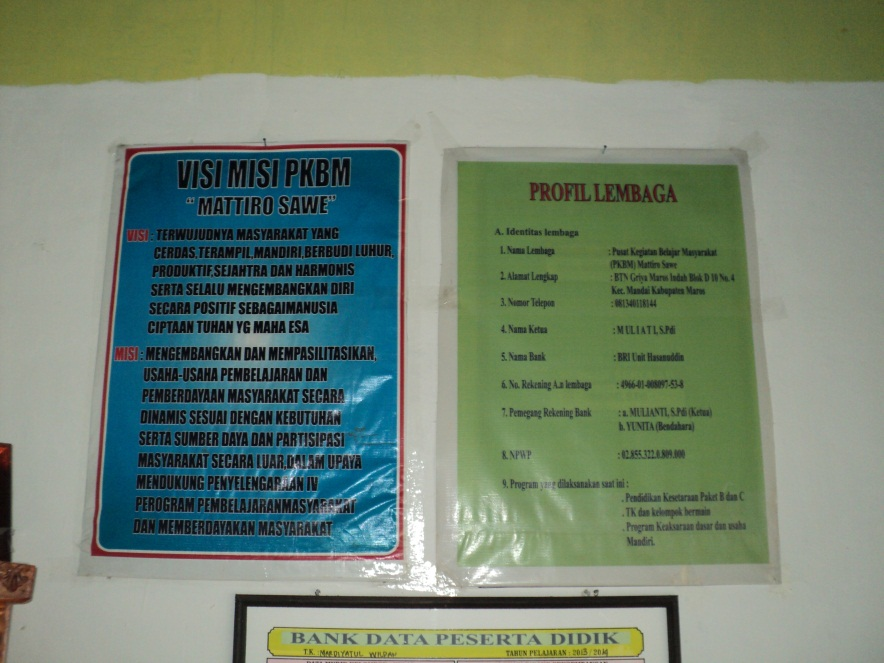 VISI MISI PKBM
"MATTIRO SAWE"
VISI : TERWUJUDNYA MASYARAKAT YANG
CERDAS,TERAMPIL,MANDIRI,BERBUDI LUHUR,
PRODUKTIF,SEJAHTRA DAN HARMONIS
SERTA SELALU MENGEMBANGKAN DIRI
SECARA POSITIF SEBAGAIMANUSIA
CIPTAAN TUHAN YG MAHA ESA
MISI : MENGEMBANGKAN DAN MEMPASILITASIKAN,
USAHA-USAHA PEMBELAJARAN DAN
PEMBERDAYAAN MASYARAKAT SECARA
DINAMIS SESUAI DENGAN KEBUTUHAN
SERTA SUMBER DAYA DAN PARTISIPASI
MASYARAKAT SECARA LUAR,DALAM UPAYA
MENDUKUNG PENYELENGARAAN IV
PEROGRAM PEMBELAJARANMASYARAKAT
DAN MEMBERDAYAKAN MASYARAKAT
PROFIL LEMBAGA
A. Identitas lembaga
1. Nama Lembaga : Pusat Kegiatan Belajar Masyarakat
(PKBM) Mattiro Sawe
2. Alamat Lengkap : BTN Griya Maros Indah Blok D 10 No. 4
Kec. Mandai Kabupaten Maros
3. Nomor Telepon : 081340118144
4. Nama Ketua : M U L I A T I, S.Pdi
5. Nama Bank : BRI Unit Hasanuddin
6. No. Rekening A.n lembaga : 4966-01-008097-53-8
7. Pemegang Rekening Bank : a. MULIANTI, S.Pdi (Ketua)
b. YUNITA (Bendahara)
8. NPWP : 02.855.322.0.809.000
9. Program yang dilaksanakan saat ini :
. Pendidikan Kesetaraan Paket B dan C
. TK dan kelompok bermain
. Program Keaksaraan dasar dan usaha
Mandiri.
BANK DATA PESERTA DIDIK
T.K : MARDIYATUL WILDAN TAHUN PELAJARAN : 2013 / 2014